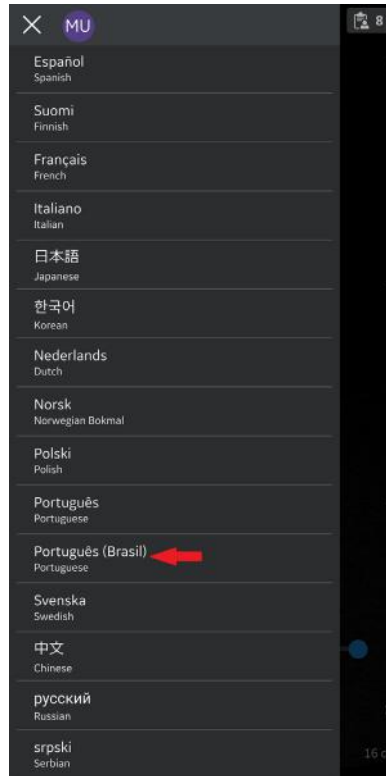 MU
8
Español
Spanish
Suomi
Finnish
Français
French
Italiano
Italian
日本語
Japanese
한국어
Korean
Nederlands
Dutch
Norsk
Norwegian Bokmal
Polski
Polish
Português
Portuguese
Português (Brasil)
Portuguese
Svenska
Swedish
中文
Chinese
русский
Russian
srpski
Serbian
16